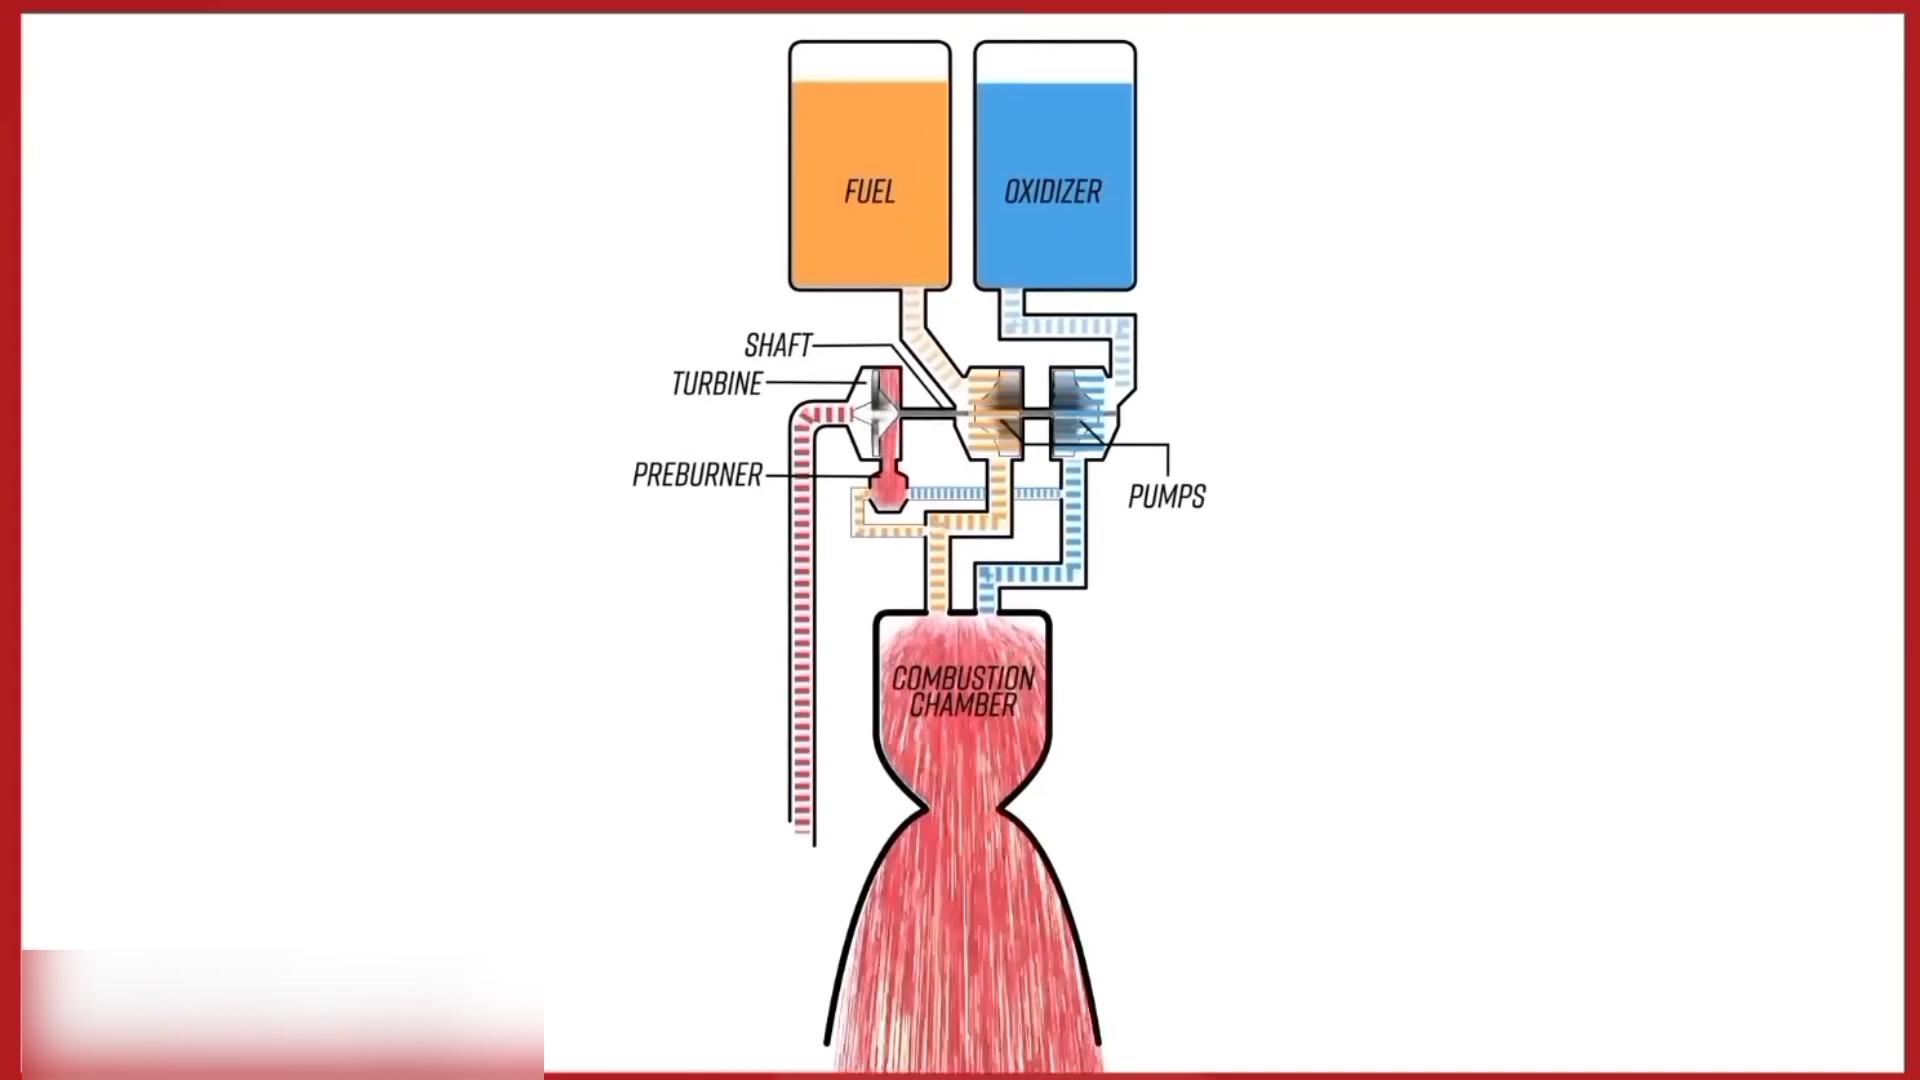 FUEL
OXIDIZER
SHAFT
TURBINE
PREBURNER
PUMPS
COMBUSTION
CHAMBER